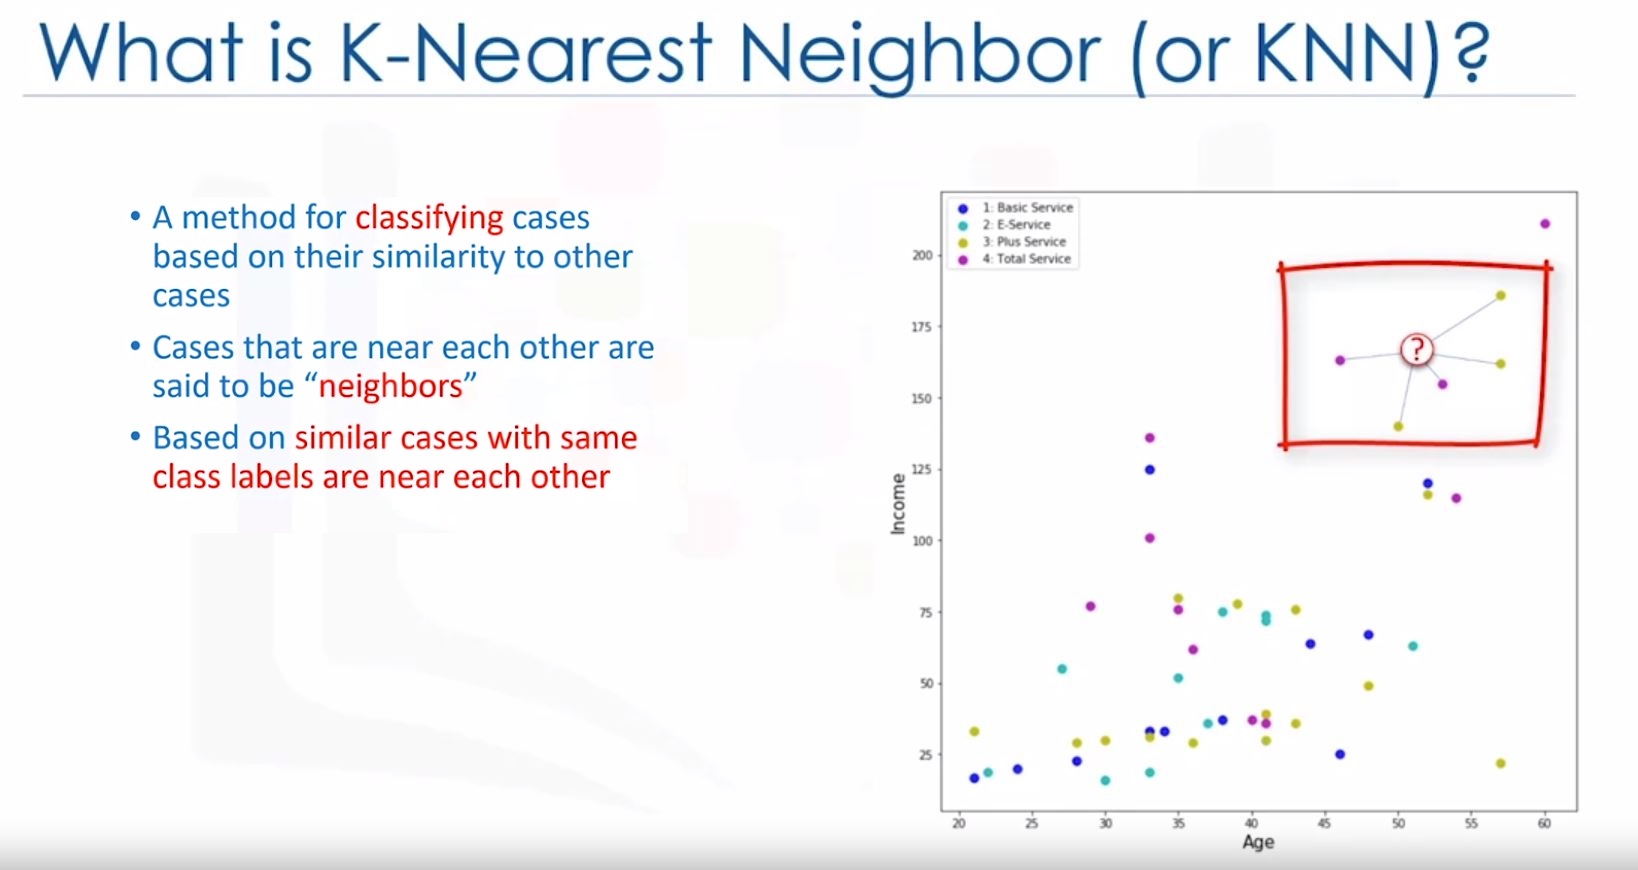 What is K-Nearest Neighbor (or KNN)?
• A method for classifying cases
based on their similarity to other
cases
• Cases that are near each other are
said to be “neighbors”
• Based on similar cases with same
class labels are near each other
1: Basic Service
2: E-Service
3: Plus Service
4: Total Service
?
Income
200
175
150
125
100
75
50
25
20 25 30 35 40 45 50 55 60
Age